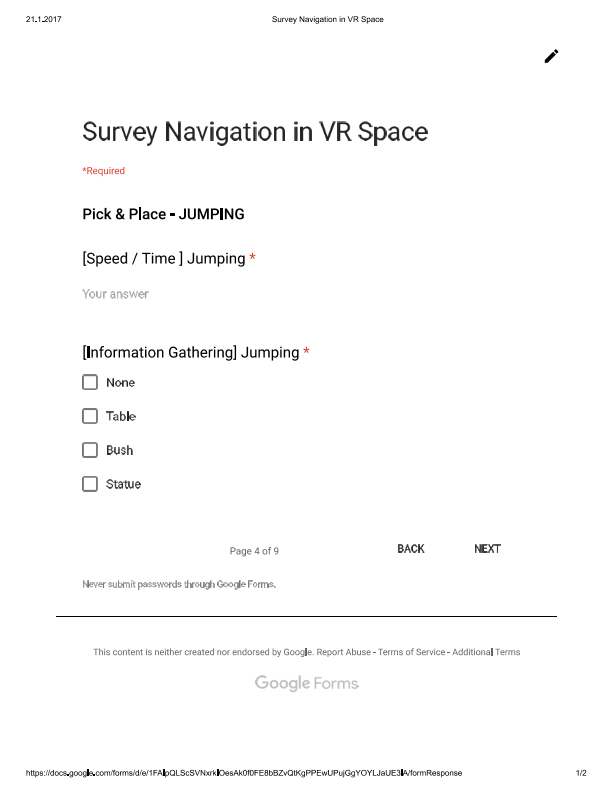 21.1.2017
Survey Navigation in VR Space
Survey Navigation in VR Space
*Required
Pick & Place - JUMPING
[Speed / Time ] Jumping *
Your answer
[Information Gathering] Jumping *
None
Table
Bush
Statue
Page 4 of 9
BACK
NEXT
Never submit passwords through Google Forms.
This content is neither created nor endorsed by Google. Report Abuse - Terms of Service - Additional Terms
Google Forms
https://docs.google.com/forms/d/e/1FAIpQLScSVNxrkIOesAk0f0FE8bBZvQtKgPPEwUPujGgYOYLJaUE3IA/formResponse
1/2